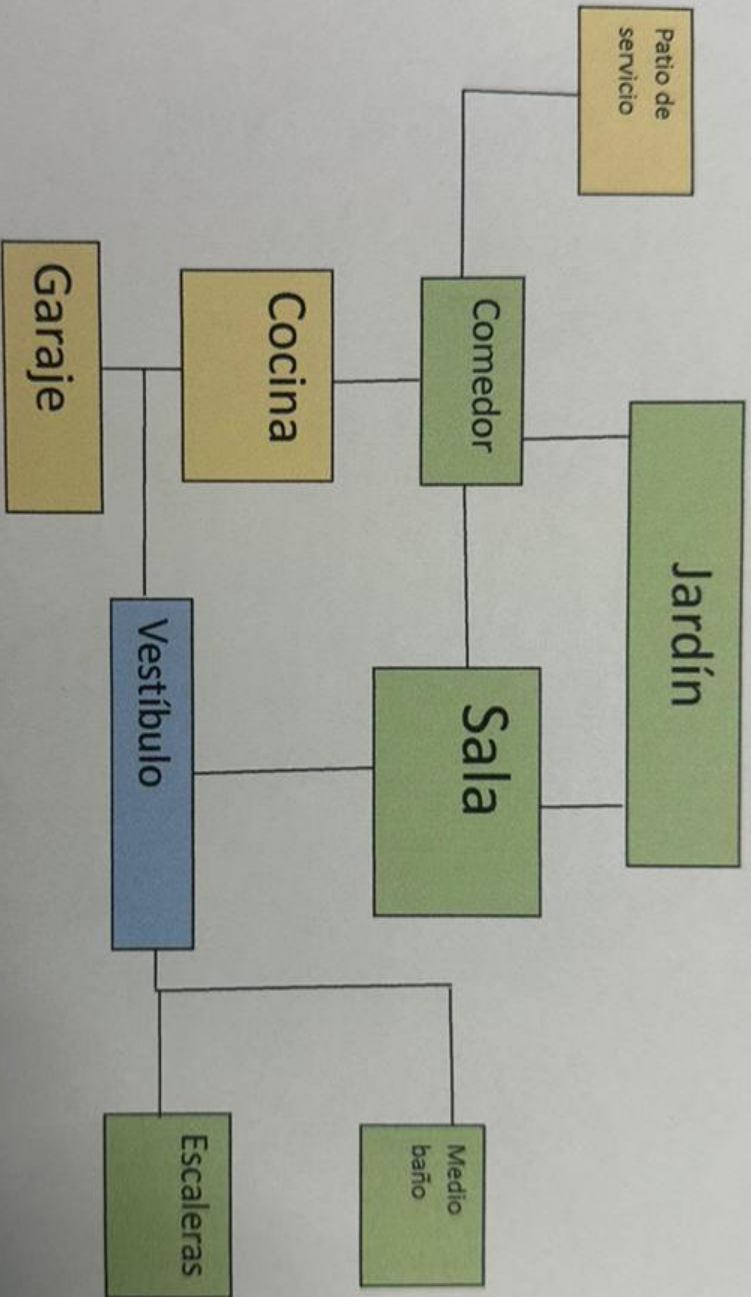 Jardín
Patio de
servicio
Comedor
Sala
Medio
baño
Cocina
Vestíbulo
Escaleras
Garaje